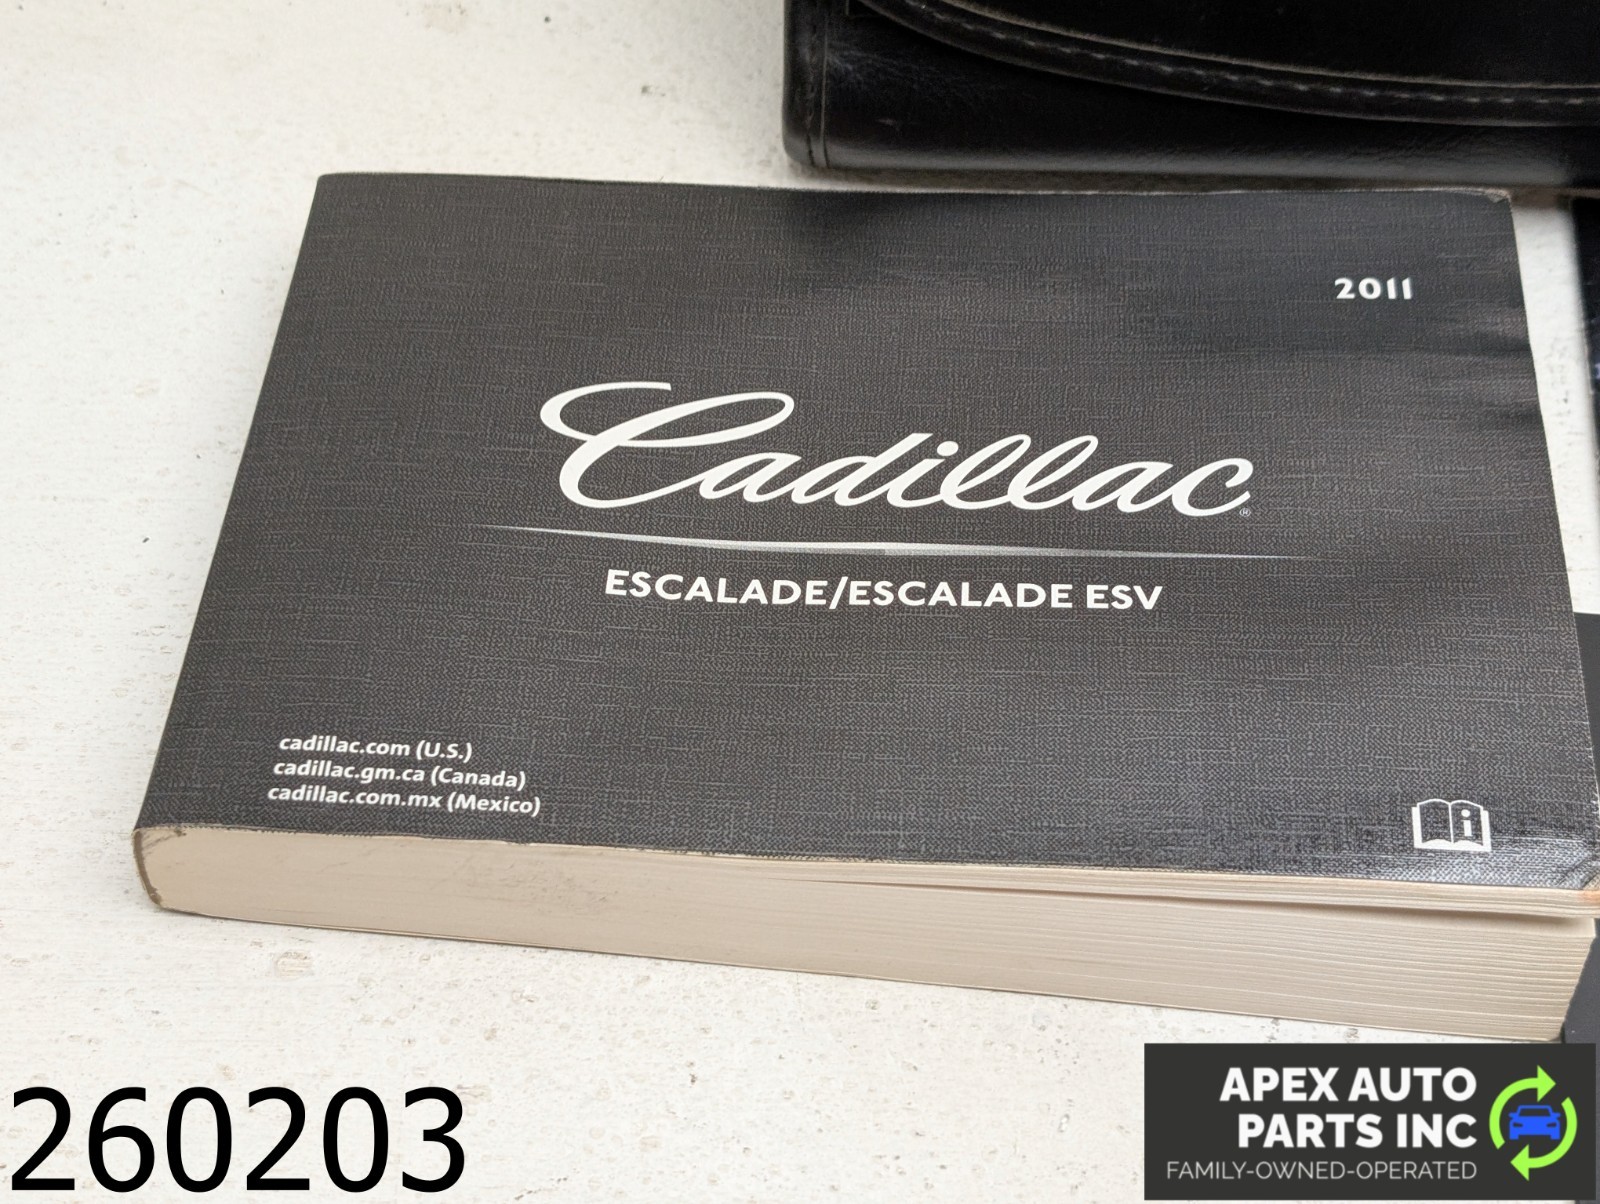 2011
Cadillac®
ESCALADE/ESCALADE ESV
cadillac.com (U.S.)
cadillac.gm.ca (Canada)
cadillac.com.mx (Mexico)
i
260203
APEX AUTO
PARTS INC
FAMILY-OWNED-OPERATED